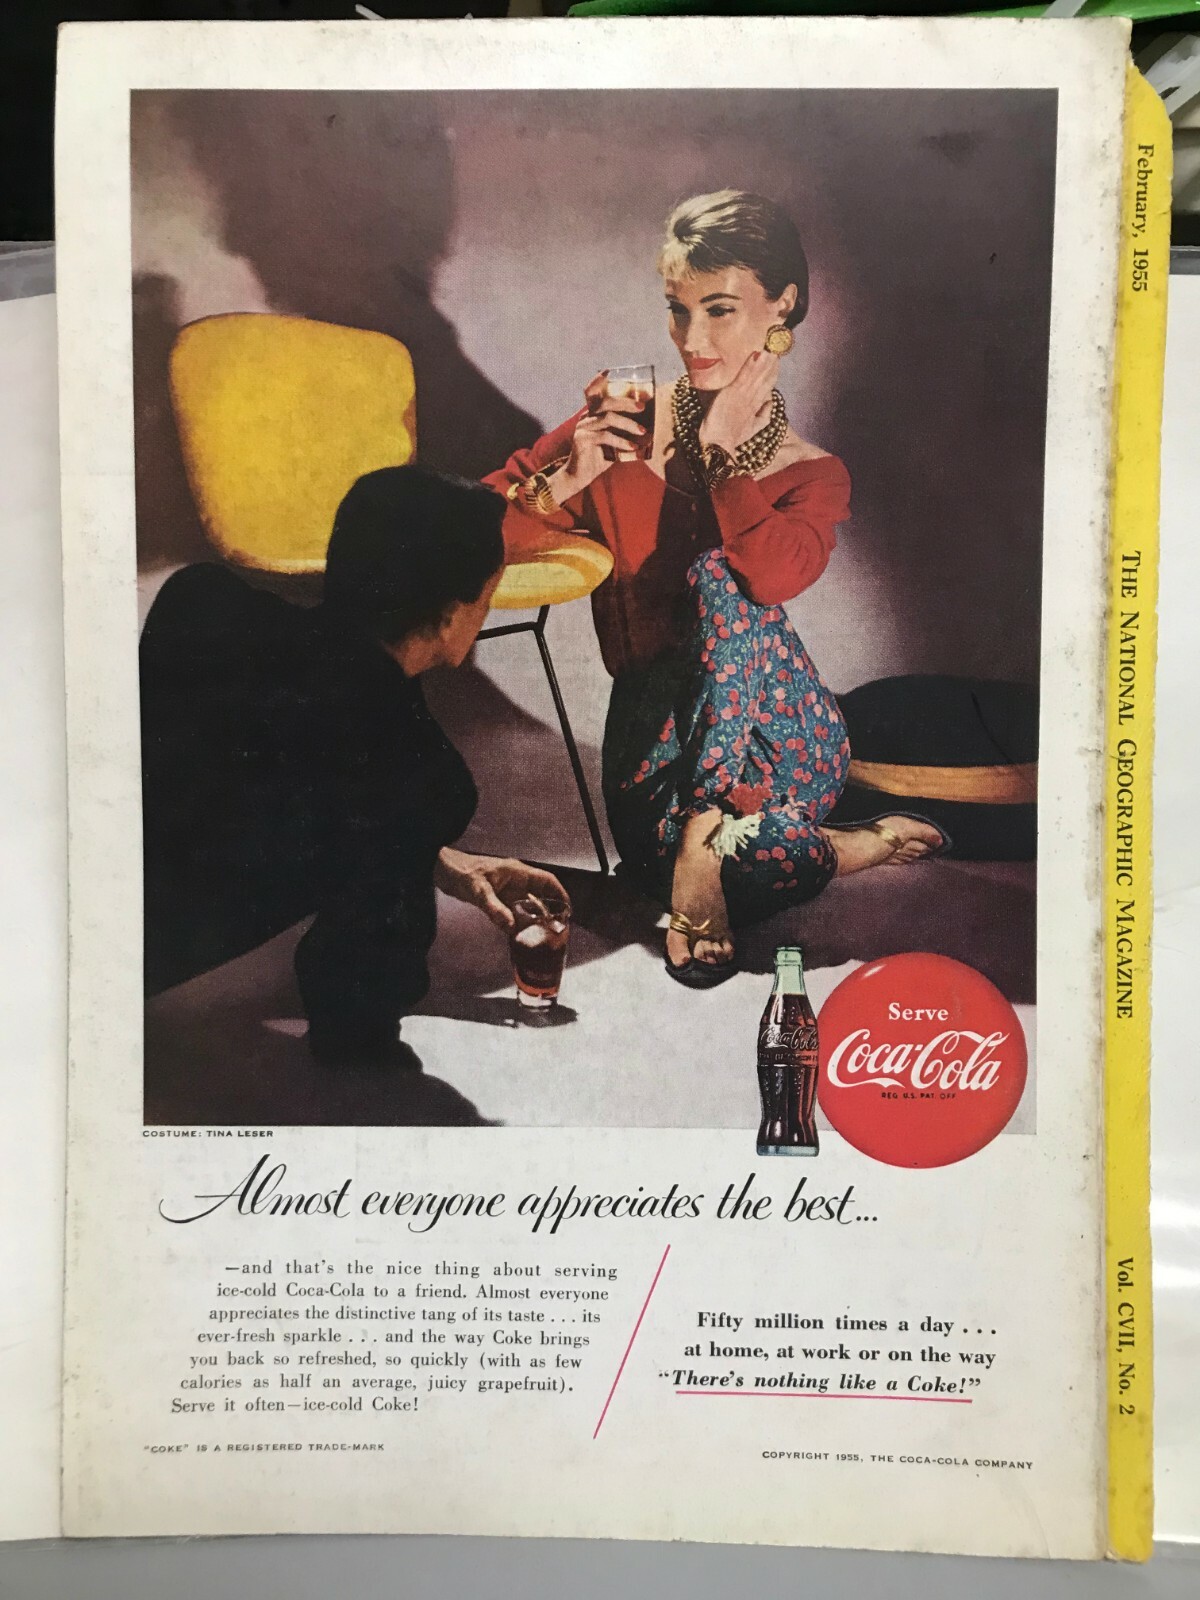 February, 1955
THE NATIONAL GEOGRAPHIC MAGAZINE
Vol. CVII, No. 2
Serve
Coca-Cola
REG. U.S. PAT. OFF
Coca-Cola
COSTUME: TINA LESER
Almost everyone appreciates the best...
—and that's the nice thing about serving
ice-cold Coca-Cola to a friend. Almost everyone
appreciates the distinctive tang of its taste . . . its
ever-fresh sparkle . . . and the way Coke brings
you back so refreshed, so quickly (with as few
calories as half an average, juicy grapefruit).
Serve it often—ice-cold Coke!
Fifty million times a day . . .
at home, at work or on the way
"There's nothing like a Coke!"
"COKE" IS A REGISTERED TRADE-MARK
COPYRIGHT 1955, THE COCA-COLA COMPANY